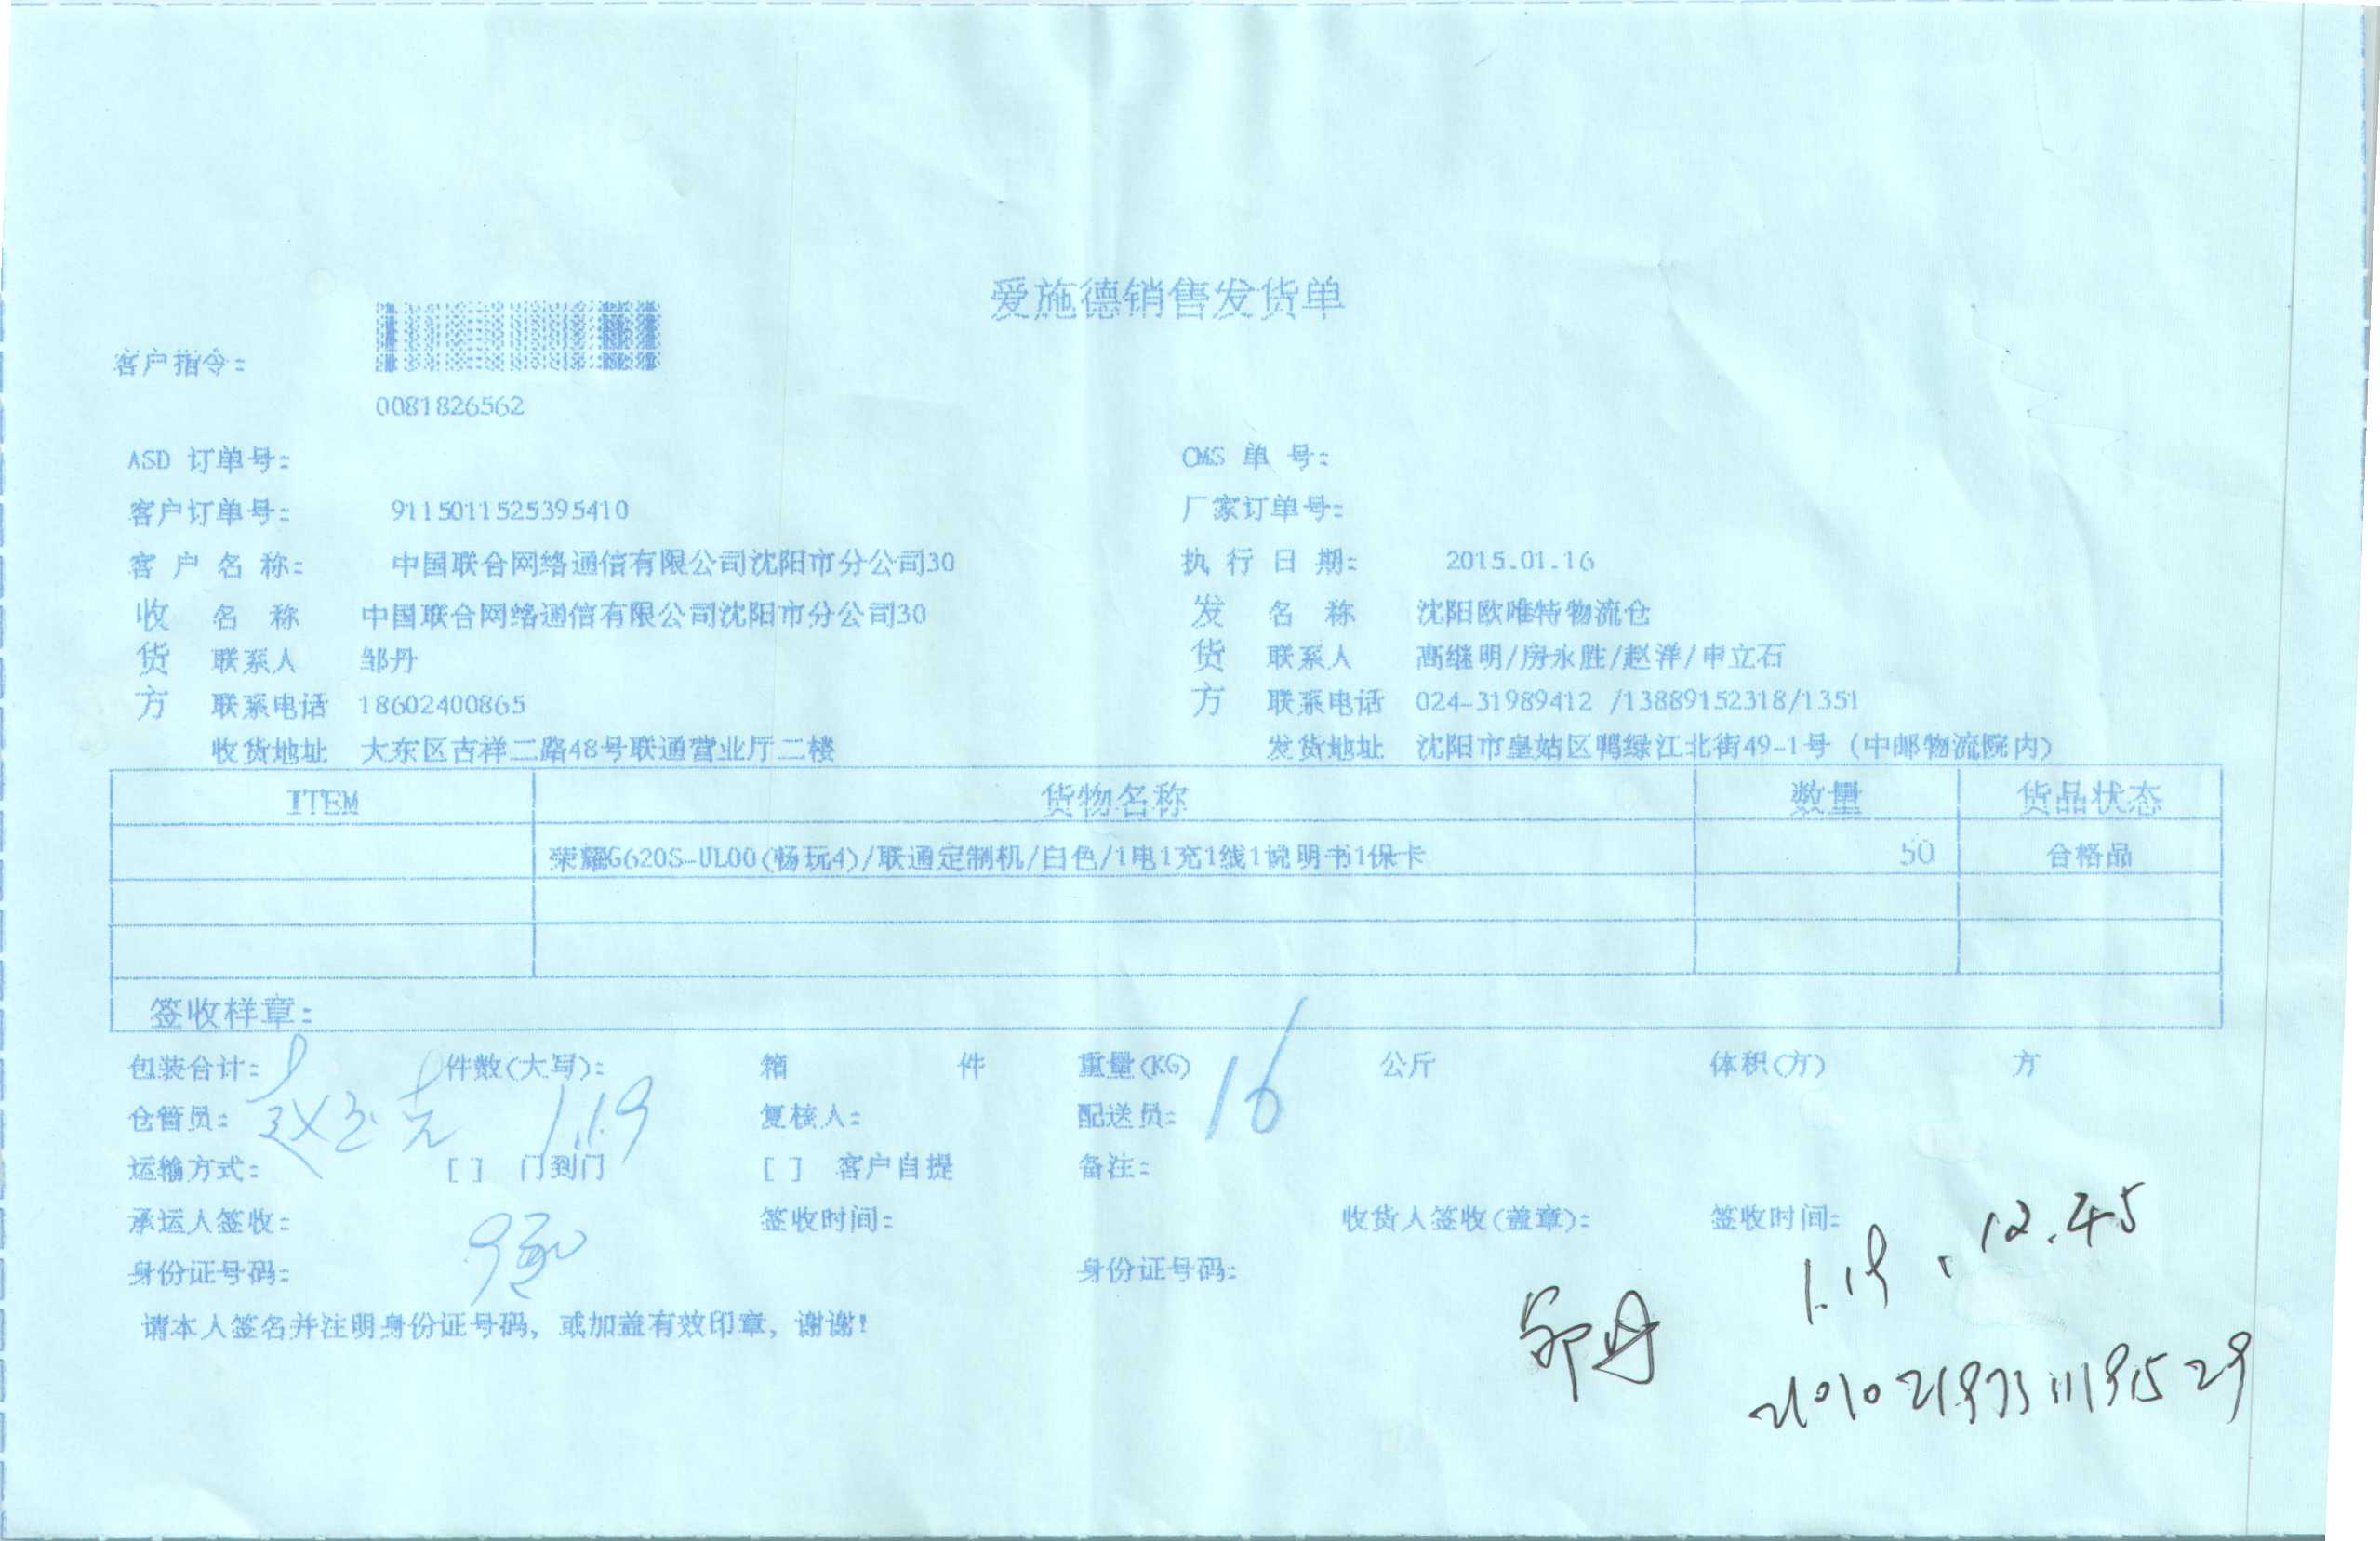 爱施德销售发货单
客户指令:
0081826562
ASD 订单号: CMS 单 号:
客户订单号: 9115011525395410 厂家订单号:
客 户 名 称: 中国联合网络通信有限公司沈阳市分公司30 执 行 日 期: 2015.01.16
收 名 称 中国联合网络通信有限公司沈阳市分公司30 发 名 称 沈阳欧唯特物流仓
货 联系人 邹丹 货 联系人 高继明/房永胜/赵洋/申立石
方 联系电话 18602400865 方 联系电话 024-31989412 /13889152318/1351
收货地址 大东区吉祥二路48号联通营业厅二楼 发货地址 沈阳市皇姑区鸭绿江北街49-1号 (中邮物流院内)
ITEM 货物名称 数量 货品状态
荣耀G620S-UL00(畅玩4)/联通定制机/白色/1电1充1线1说明书1保卡 50 合格品
签收样章:
包装合计: 件数(大写): 箱 件 重量(KG) 16 公斤 体积(方) 方
仓管员: 1.19 复核人: 配送员:
运输方式: [ ] 门到门 [ ] 客户自提 备注:
承运人签收: 签收时间: 收货人签收(盖章): 签收时间: 1.19. 12.45
身份证号码: 身份证号码:
请本人签名并注明身份证号码, 或加盖有效印章, 谢谢!
邹丹